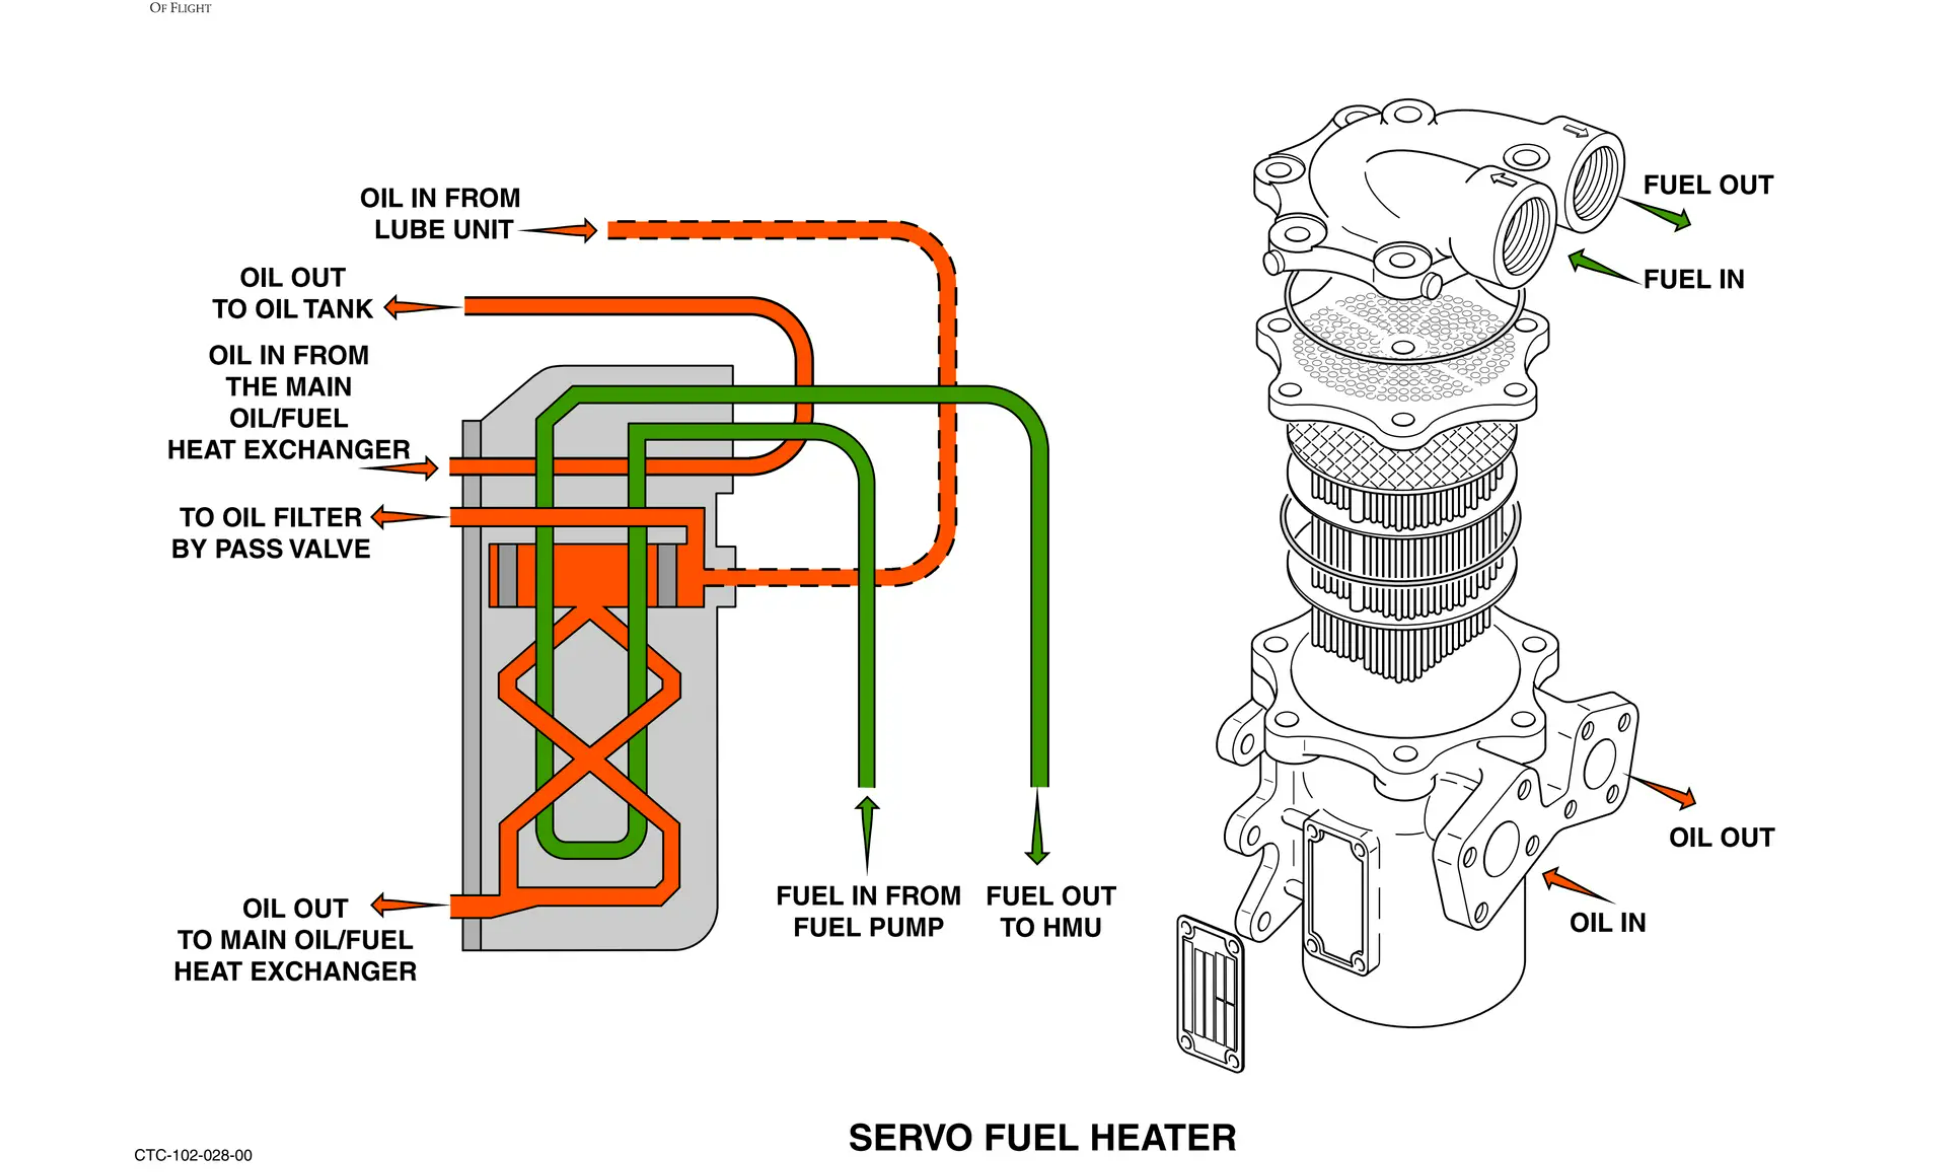 OF FLIGHT
OIL IN FROM
LUBE UNIT
OIL OUT
TO OIL TANK
OIL IN FROM
THE MAIN
OIL/FUEL
HEAT EXCHANGER
TO OIL FILTER
BY PASS VALVE
OIL OUT
TO MAIN OIL/FUEL
HEAT EXCHANGER
FUEL IN FROM
FUEL PUMP
FUEL OUT
TO HMU
FUEL OUT
FUEL IN
OIL OUT
OIL IN
SERVO FUEL HEATER
CTC-102-028-00